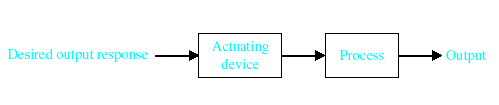 Desired output response
Actuating
device
Process
Output